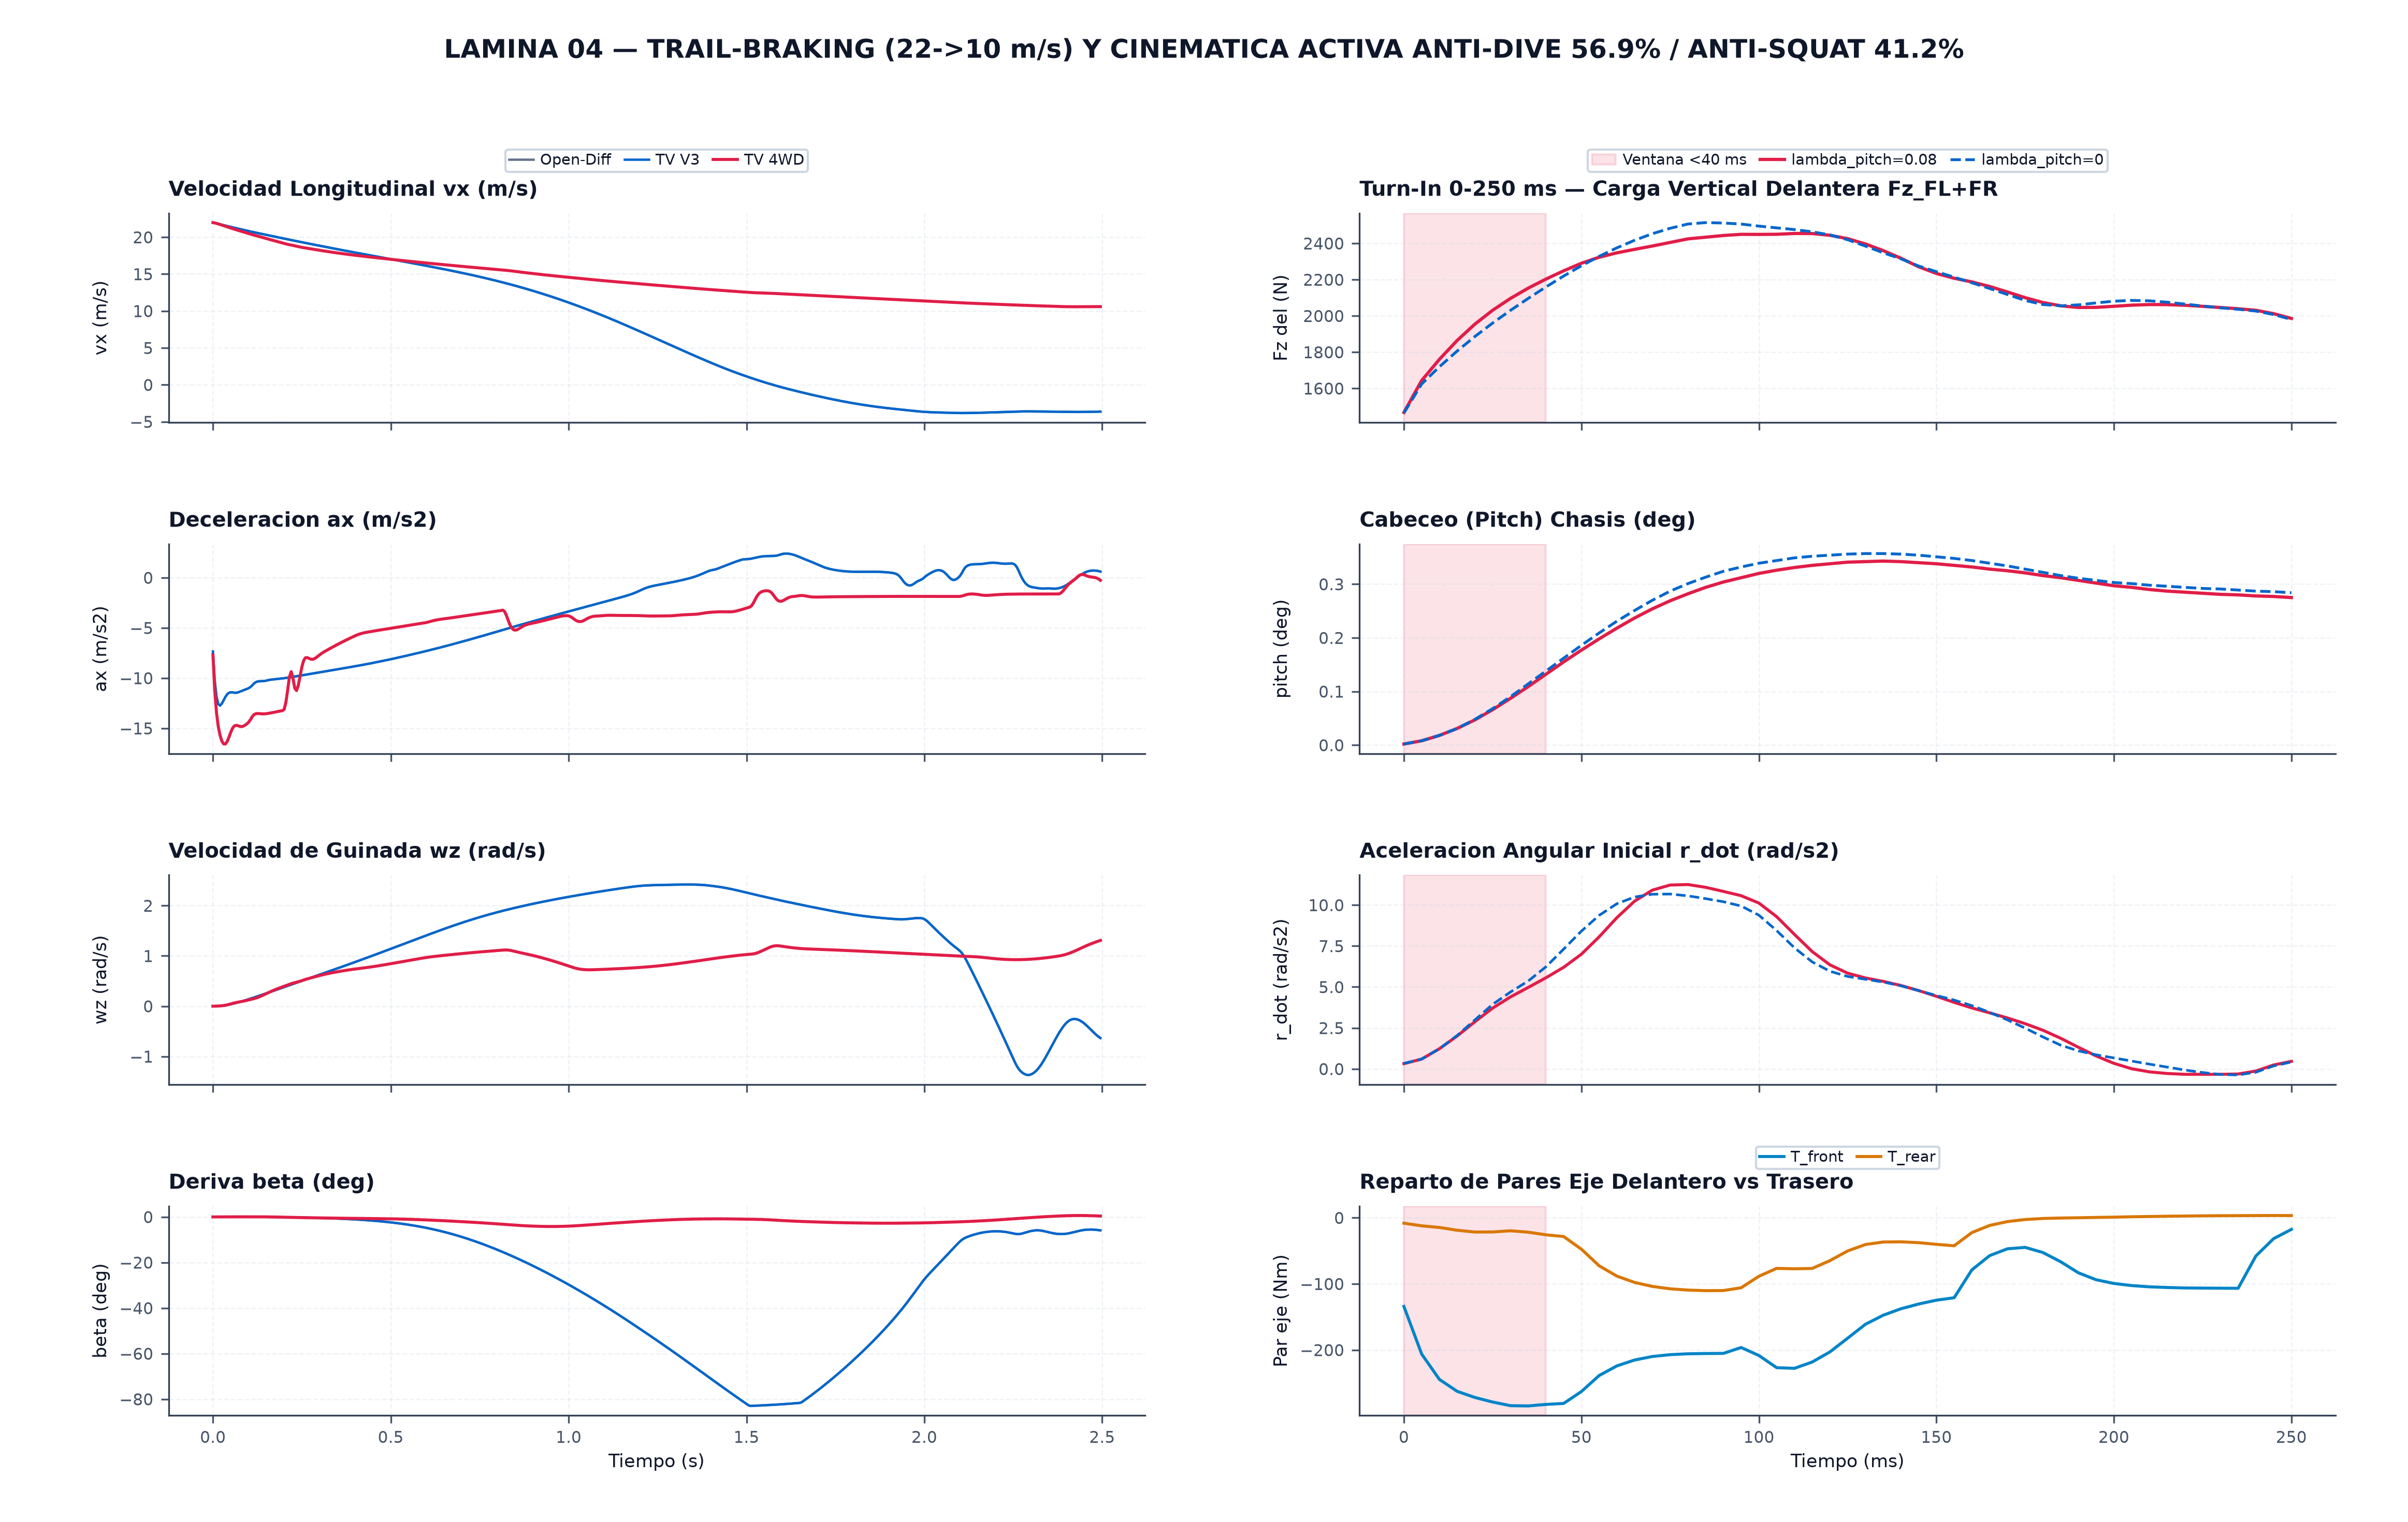 LAMINA 04 — TRAIL-BRAKING (22->10 m/s) Y CINEMATICA ACTIVA ANTI-DIVE 56.9% / ANTI-SQUAT 41.2%
Open-Diff TV V3 TV 4WD
Velocidad Longitudinal vx (m/s)
vx (m/s)
20
15
10
5
0
−5
Deceleracion ax (m/s2)
ax (m/s2)
0
−5
−10
−15
Velocidad de Guinada wz (rad/s)
wz (rad/s)
2
1
0
−1
Deriva beta (deg)
beta (deg)
0
−20
−40
−60
−80
0.0 0.5 1.0 1.5 2.0 2.5
Tiempo (s)
Ventana <40 ms lambda_pitch=0.08 lambda_pitch=0
Turn-In 0-250 ms — Carga Vertical Delantera Fz_FL+FR
Fz del (N)
2400
2200
2000
1800
1600
Cabeceo (Pitch) Chasis (deg)
pitch (deg)
0.3
0.2
0.1
0.0
Aceleracion Angular Inicial r_dot (rad/s2)
r_dot (rad/s2)
10.0
7.5
5.0
2.5
0.0
T_front T_rear
Reparto de Pares Eje Delantero vs Trasero
Par eje (Nm)
0
−100
−200
0 50 100 150 200 250
Tiempo (ms)